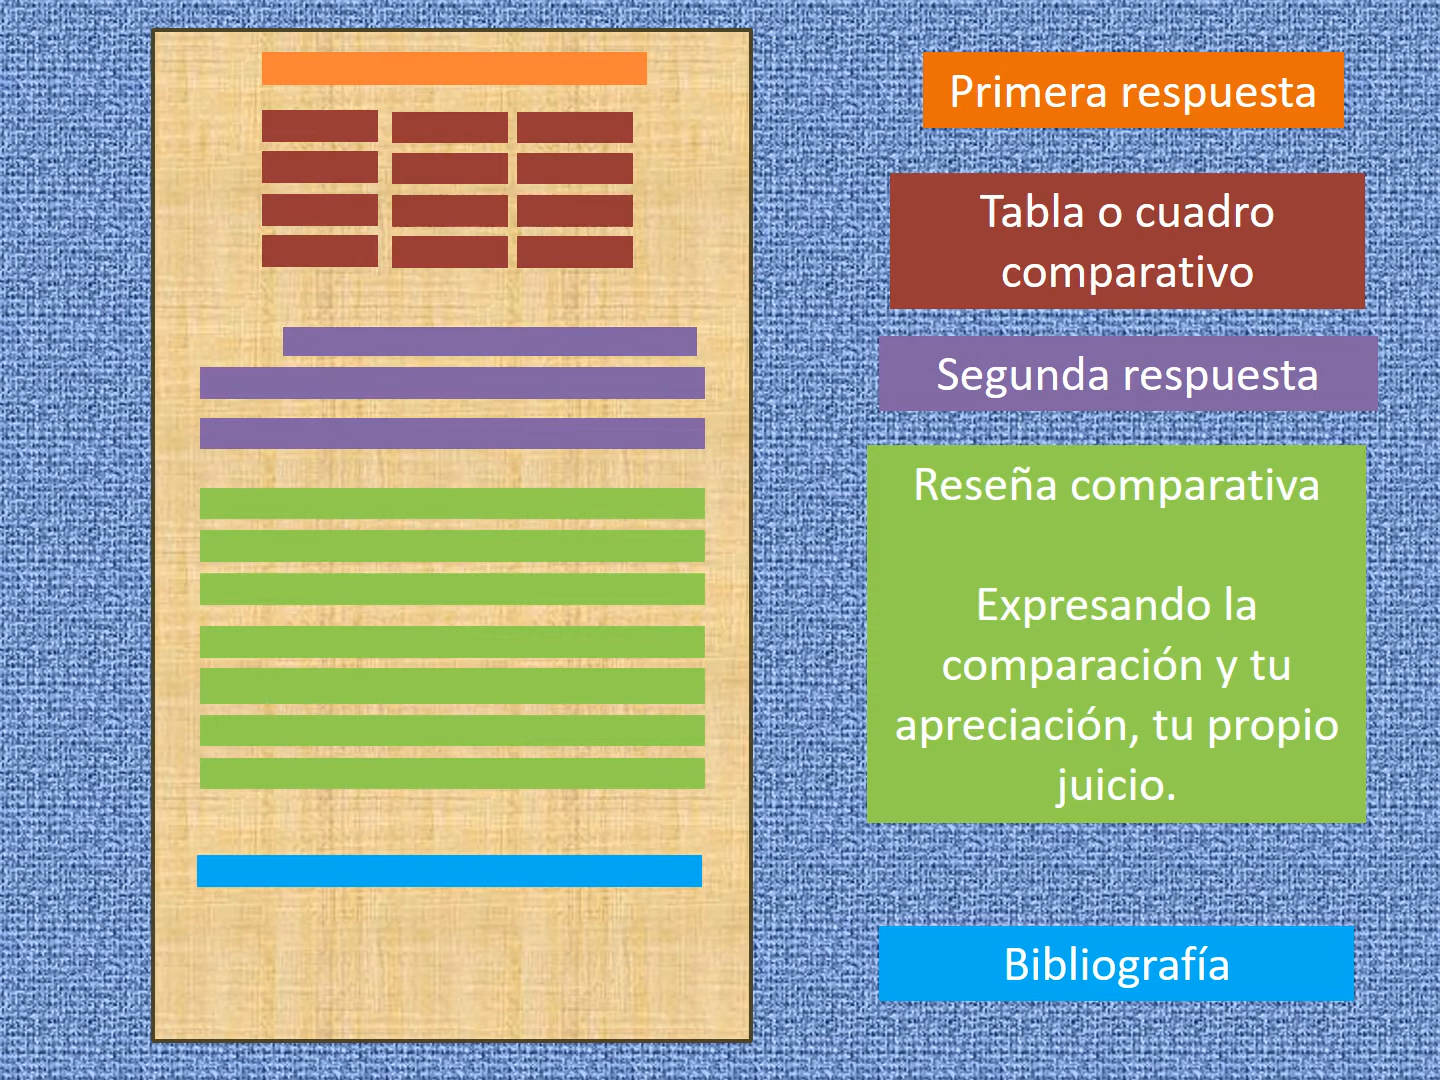 Primera respuesta
Tabla o cuadro
comparativo
Segunda respuesta
Reseña comparativa
Expresando la
comparación y tu
apreciación, tu propio
juicio.
Bibliografía